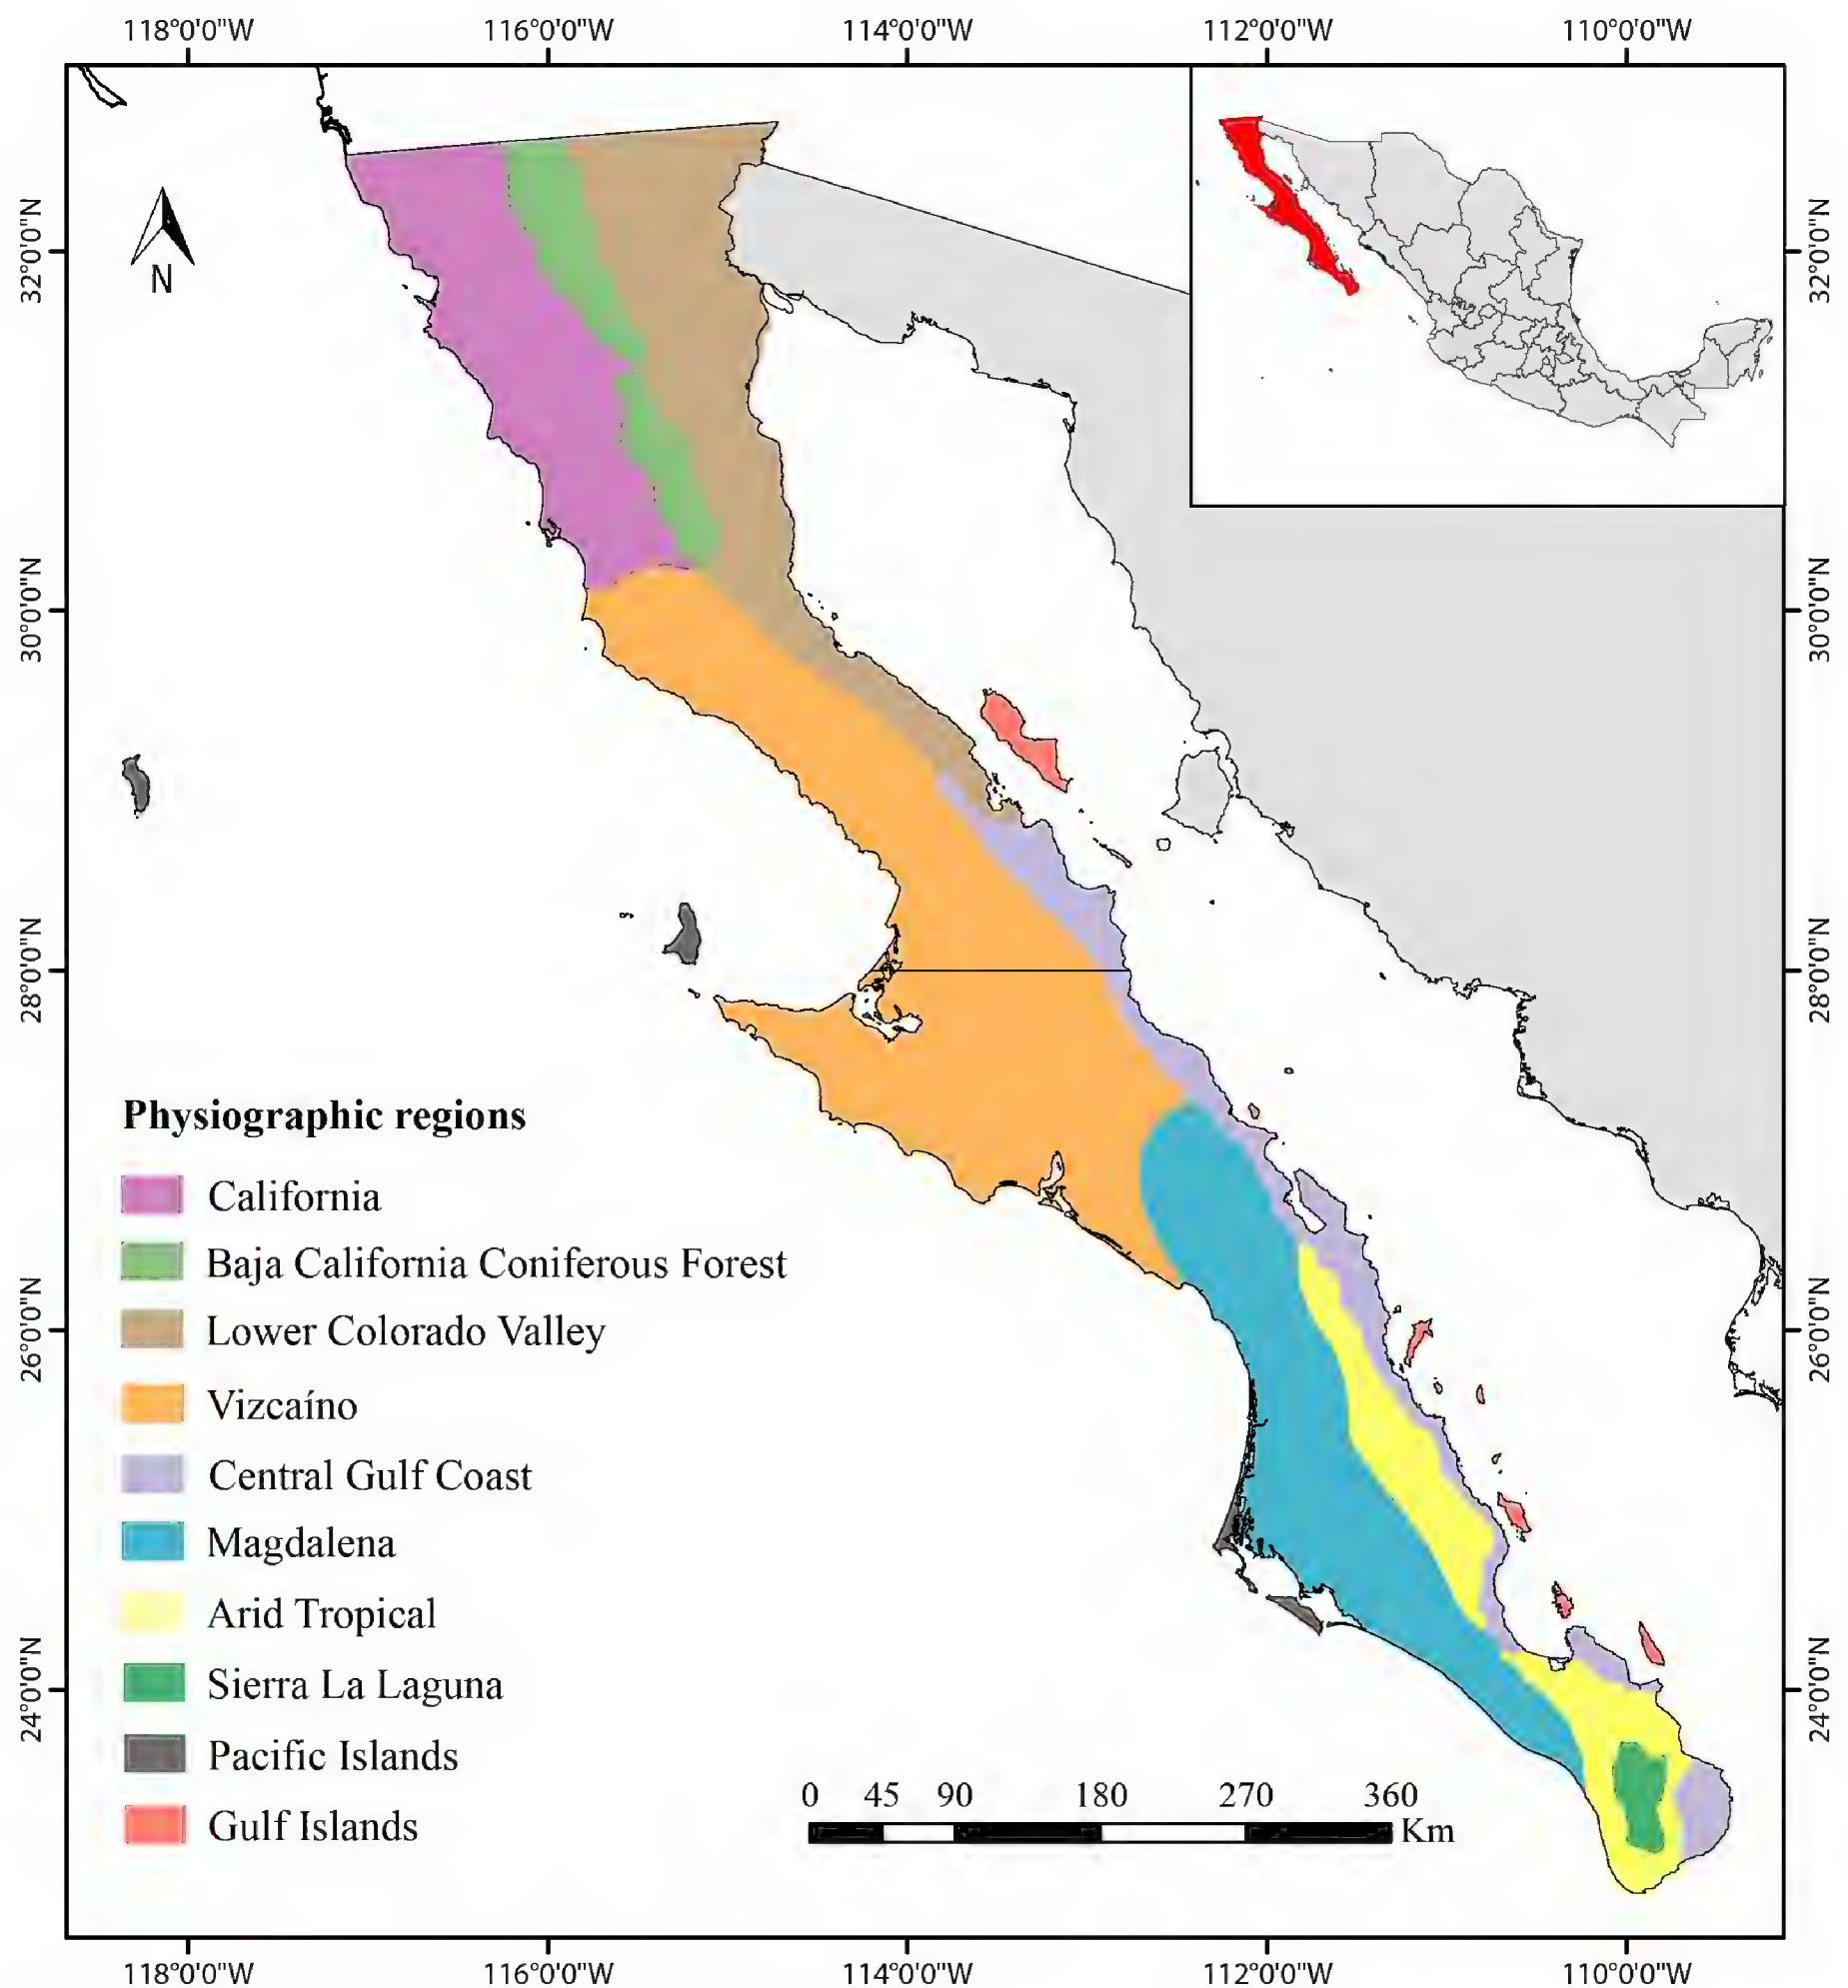 118°0'0"W 116°0'0"W 114°0'0"W 112°0'0"W 110°0'0"W
32°0'0"N
32°0'0"N
N
30°0'0"N
30°0'0"N
28°0'0"N
28°0'0"N
Physiographic regions
California
Baja California Coniferous Forest
Lower Colorado Valley
26°0'0"N
26°0'0"N
Vizcaíno
Central Gulf Coast
Magdalena
Arid Tropical
Sierra La Laguna
24°0'0"N
24°0'0"N
Pacific Islands
Gulf Islands
0 45 90 180 270 360
Km
118°0'0"W 116°0'0"W 114°0'0"W 112°0'0"W 110°0'0"W